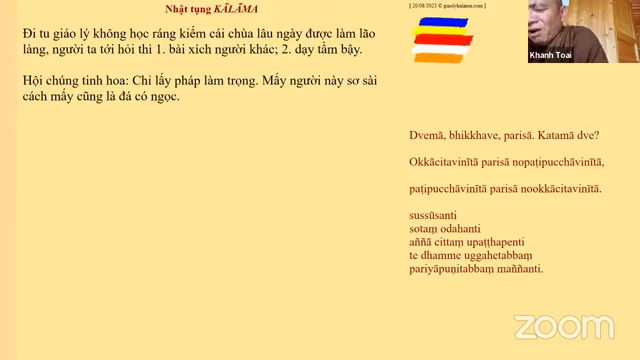 Nhật tụng KĀLĀMA
Đi tu giáo lý không học ráng kiếm cái chùa lâu ngày được làm lão
làng, người ta tới hỏi thì 1. bài xích người khác; 2. dạy tầm bậy.
Hội chúng tinh hoa: Chỉ lấy pháp làm trọng. Mấy người này sơ sài
cách mấy cũng là đá có ngọc.
[ 20/08/2023 © giaolykalama.com ]
Khanh Toai
Dvemā, bhikkhave, parisā. Katamā dve?
Okkācitavinītā parisā nopaṭipucchāvinītā,
paṭipucchāvinītā parisā nookkācitavinītā.
sussūsanti
sotaṃ odahanti
aññā cittaṃ upaṭṭhapenti
te dhamme uggahetabbaṃ
pariyāpuṇitabbaṃ maññanti.
zoom